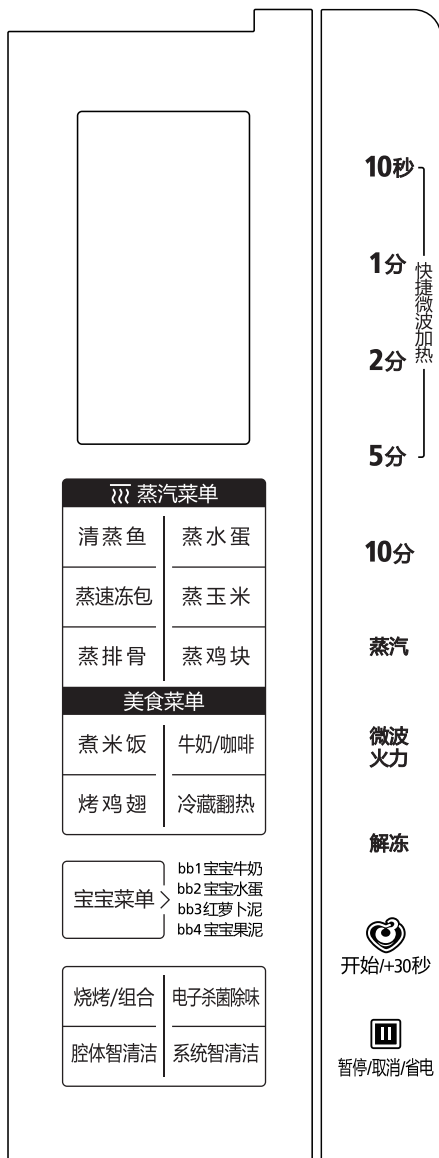 蒸汽菜单
清蒸鱼 蒸水蛋
蒸速冻包 蒸玉米
蒸排骨 蒸鸡块
美食菜单
煮米饭 牛奶/咖啡
烤鸡翅 冷藏翻热
宝宝菜单
bb1宝宝牛奶
bb2宝宝水蛋
bb3红萝卜泥
bb4宝宝果泥
烧烤/组合 电子杀菌除味
腔体智清洁 系统智清洁
10秒
1分
2分
5分
快捷微波加热
10分
蒸汽
微波
火力
解冻
开始/+30秒
暂停/取消/省电